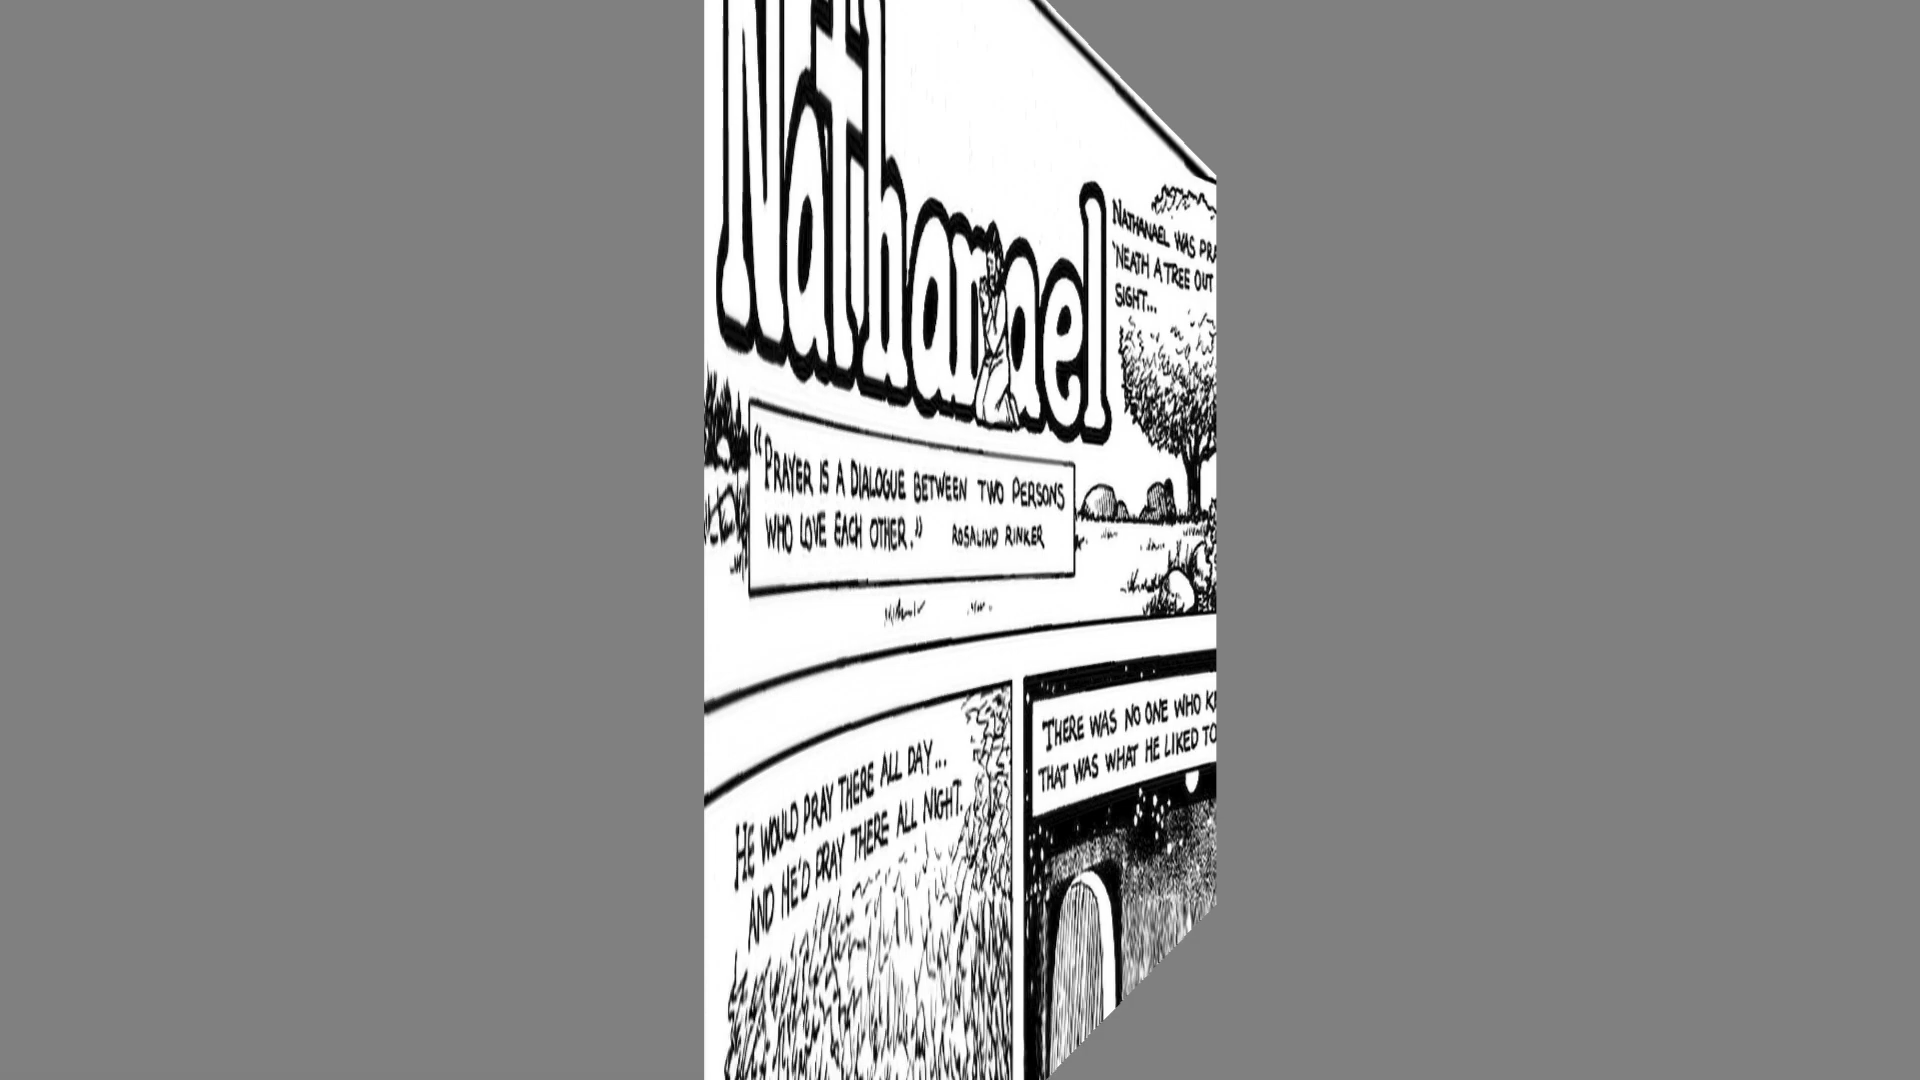 Nathanael
NATHANAEL WAS
'NEATH A TREE OUT
SIGHT...
"PRAYER IS A DIALOGUE BETWEEN TWO PERSONS
WHO LOVE EACH OTHER." ROSALIND RINKER
HE WOULD PRAY THERE ALL DAY...
AND HE'D PRAY THERE ALL NIGHT.
THERE WAS NO ONE WHO
THAT WAS WHAT HE LIKED TO